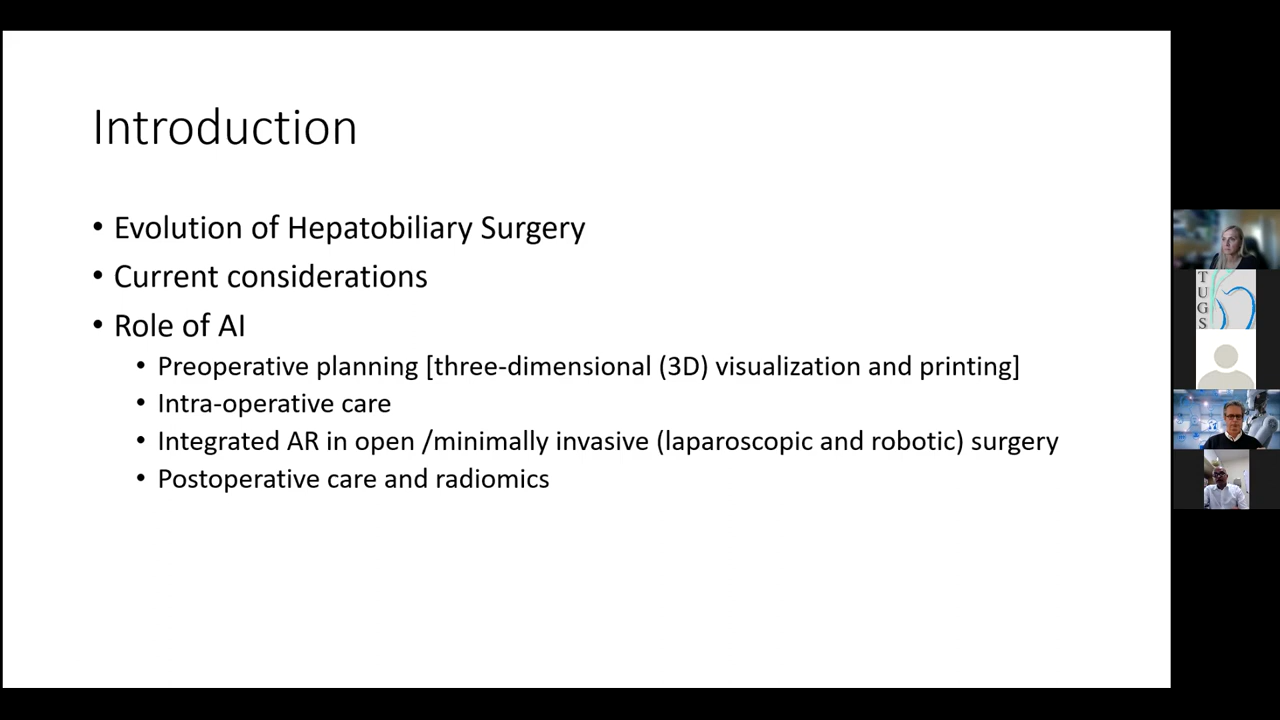 Introduction
• Evolution of Hepatobiliary Surgery
• Current considerations
• Role of AI
• Preoperative planning [three-dimensional (3D) visualization and printing]
• Intra-operative care
• Integrated AR in open /minimally invasive (laparoscopic and robotic) surgery
• Postoperative care and radiomics
TUGS